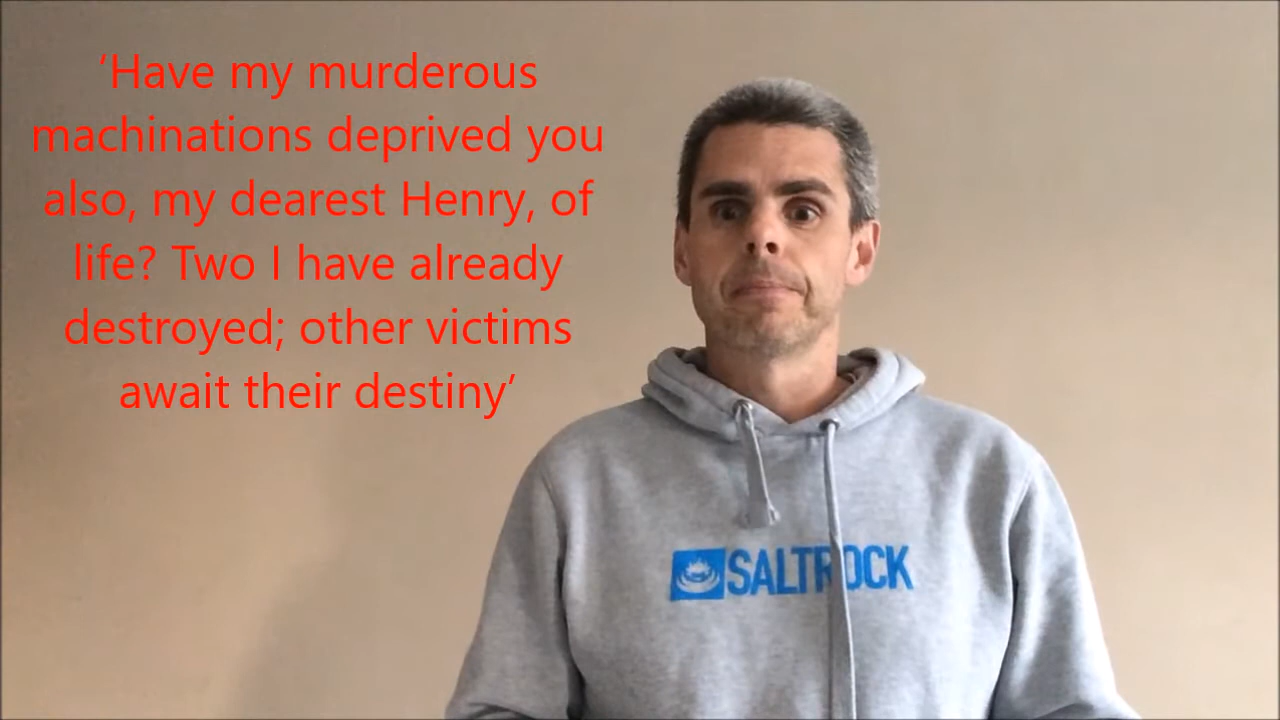 ‘Have my murderous
machinations deprived you
also, my dearest Henry, of
life? Two I have already
destroyed; other victims
await their destiny’
SALTROCK